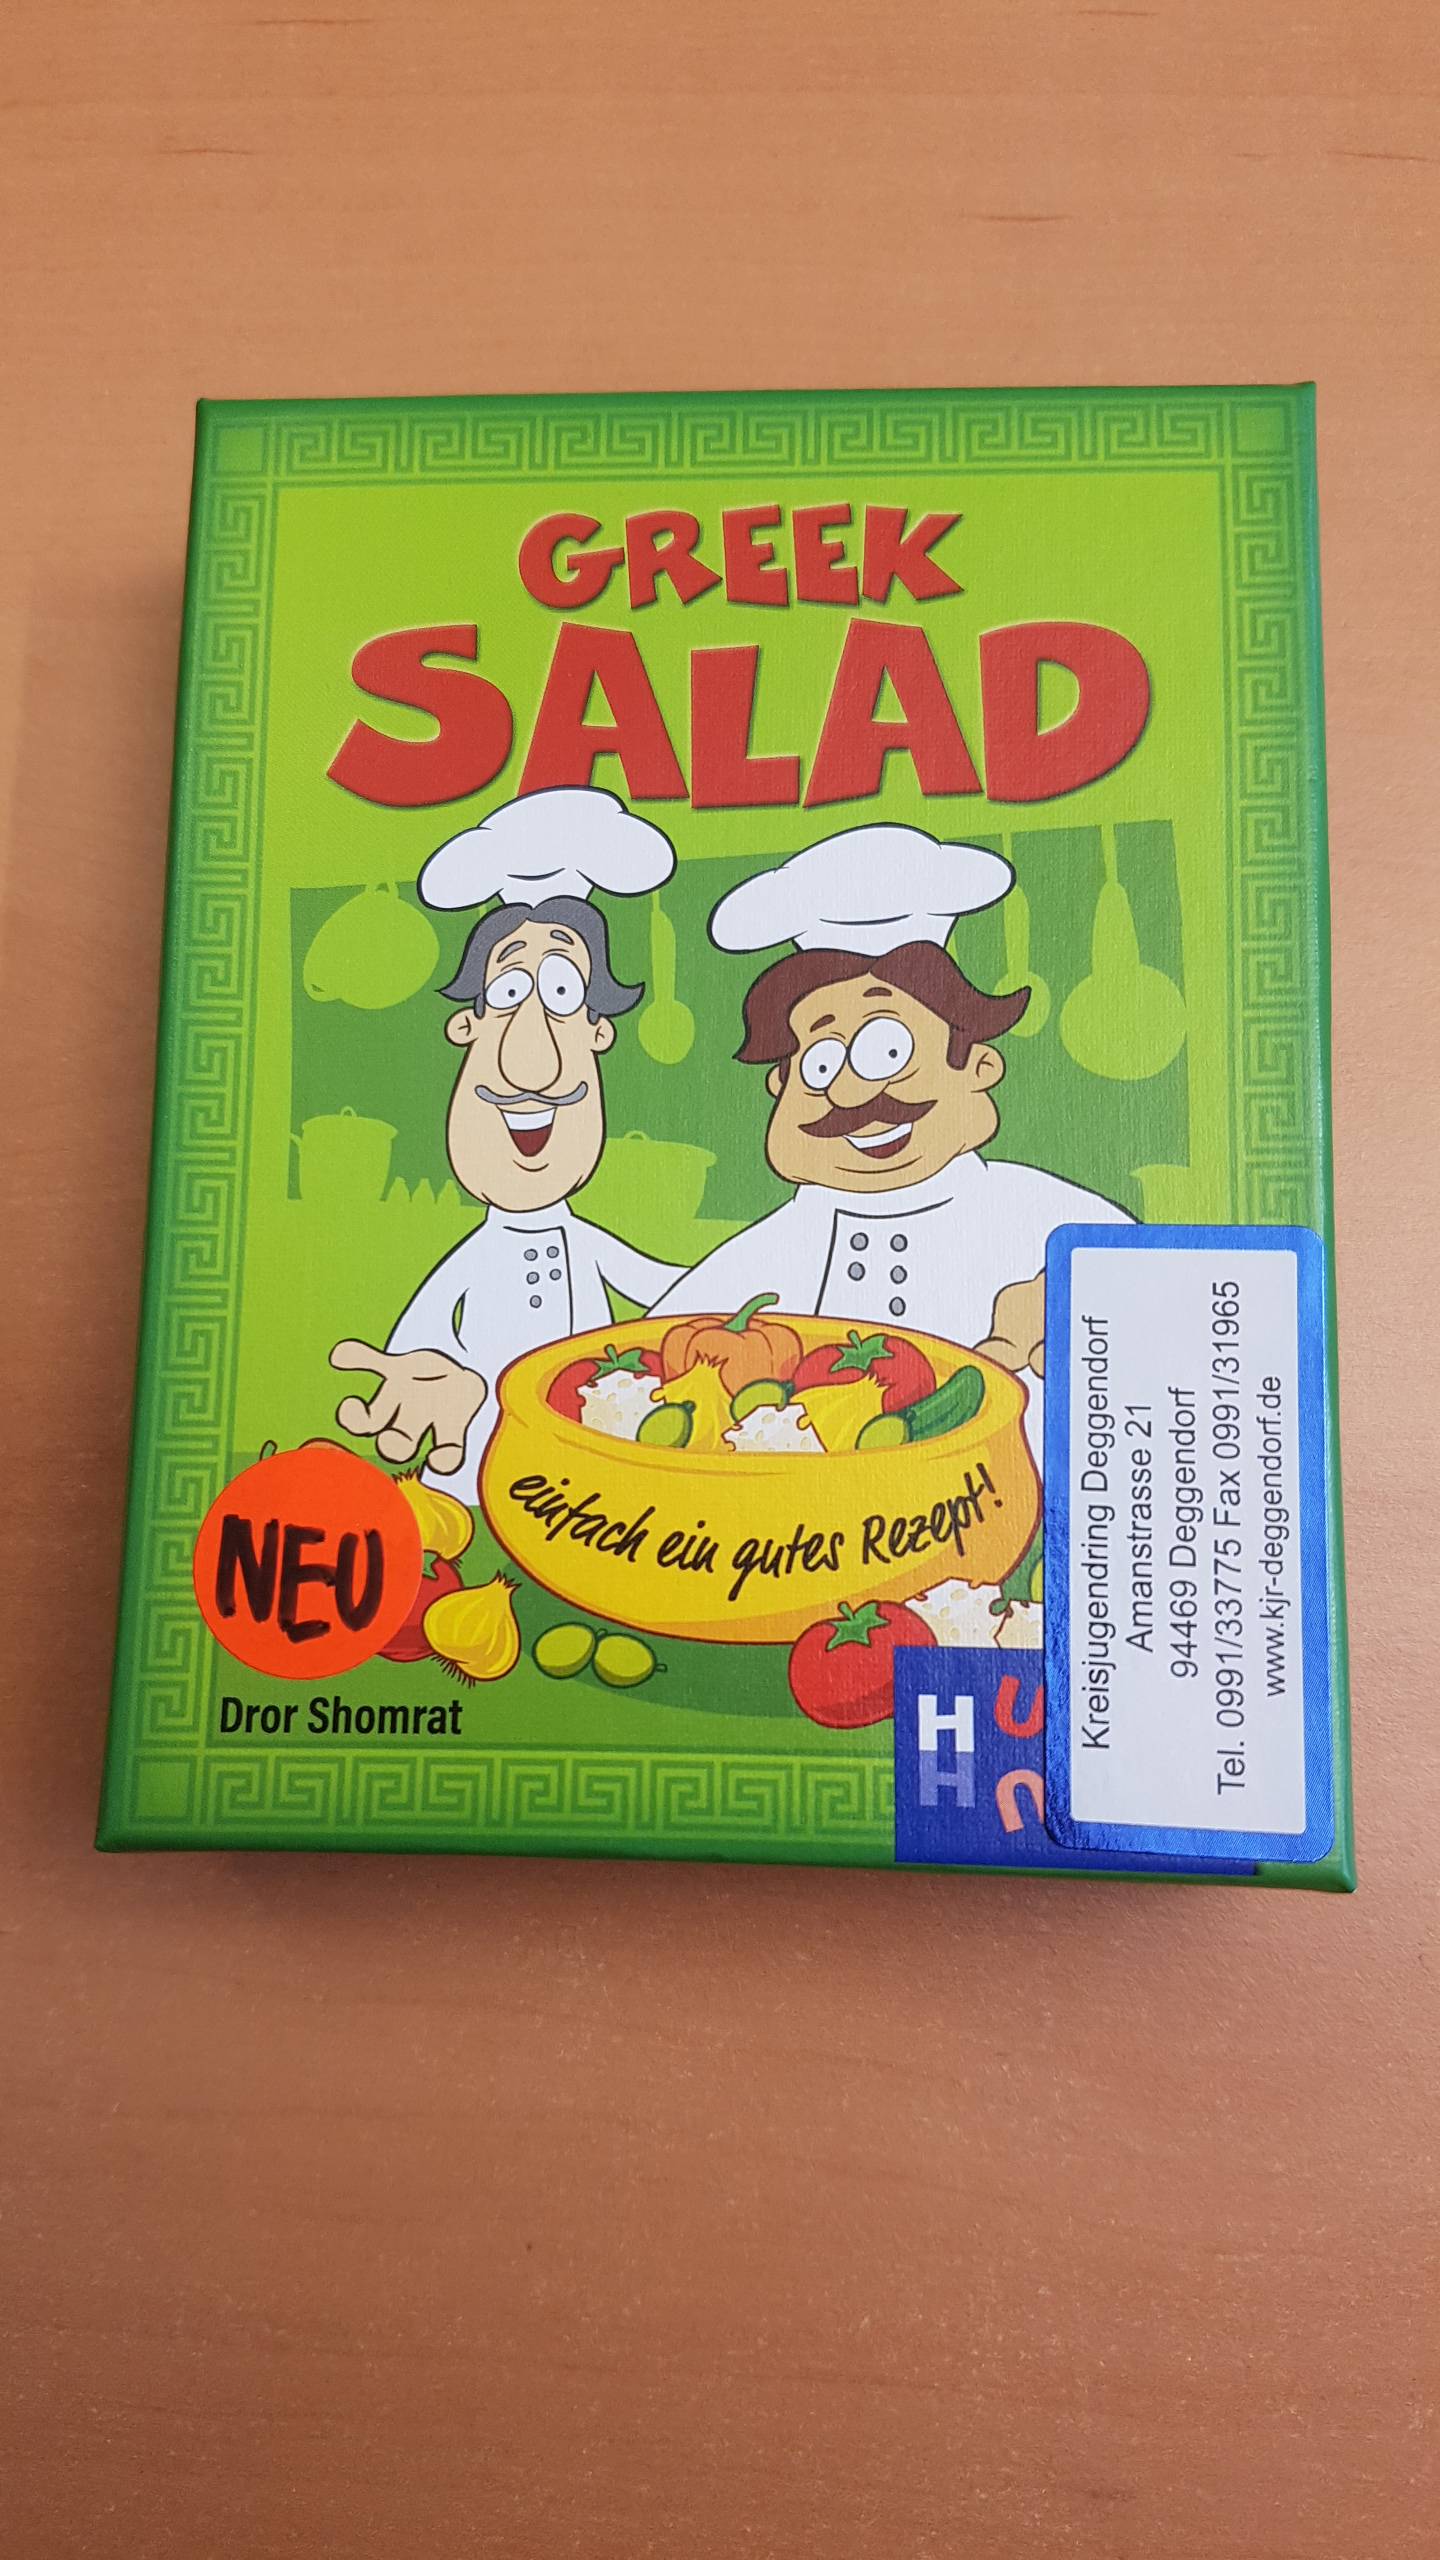 GREEK
SALAD
einfach ein gutes Rezept!
NEU
Dror Shomrat
Kreisjugendring Deggendorf
Amanstrasse 21
94469 Deggendorf
Tel. 0991/33775 Fax 0991/31965
www.kjr-deggendorf.de